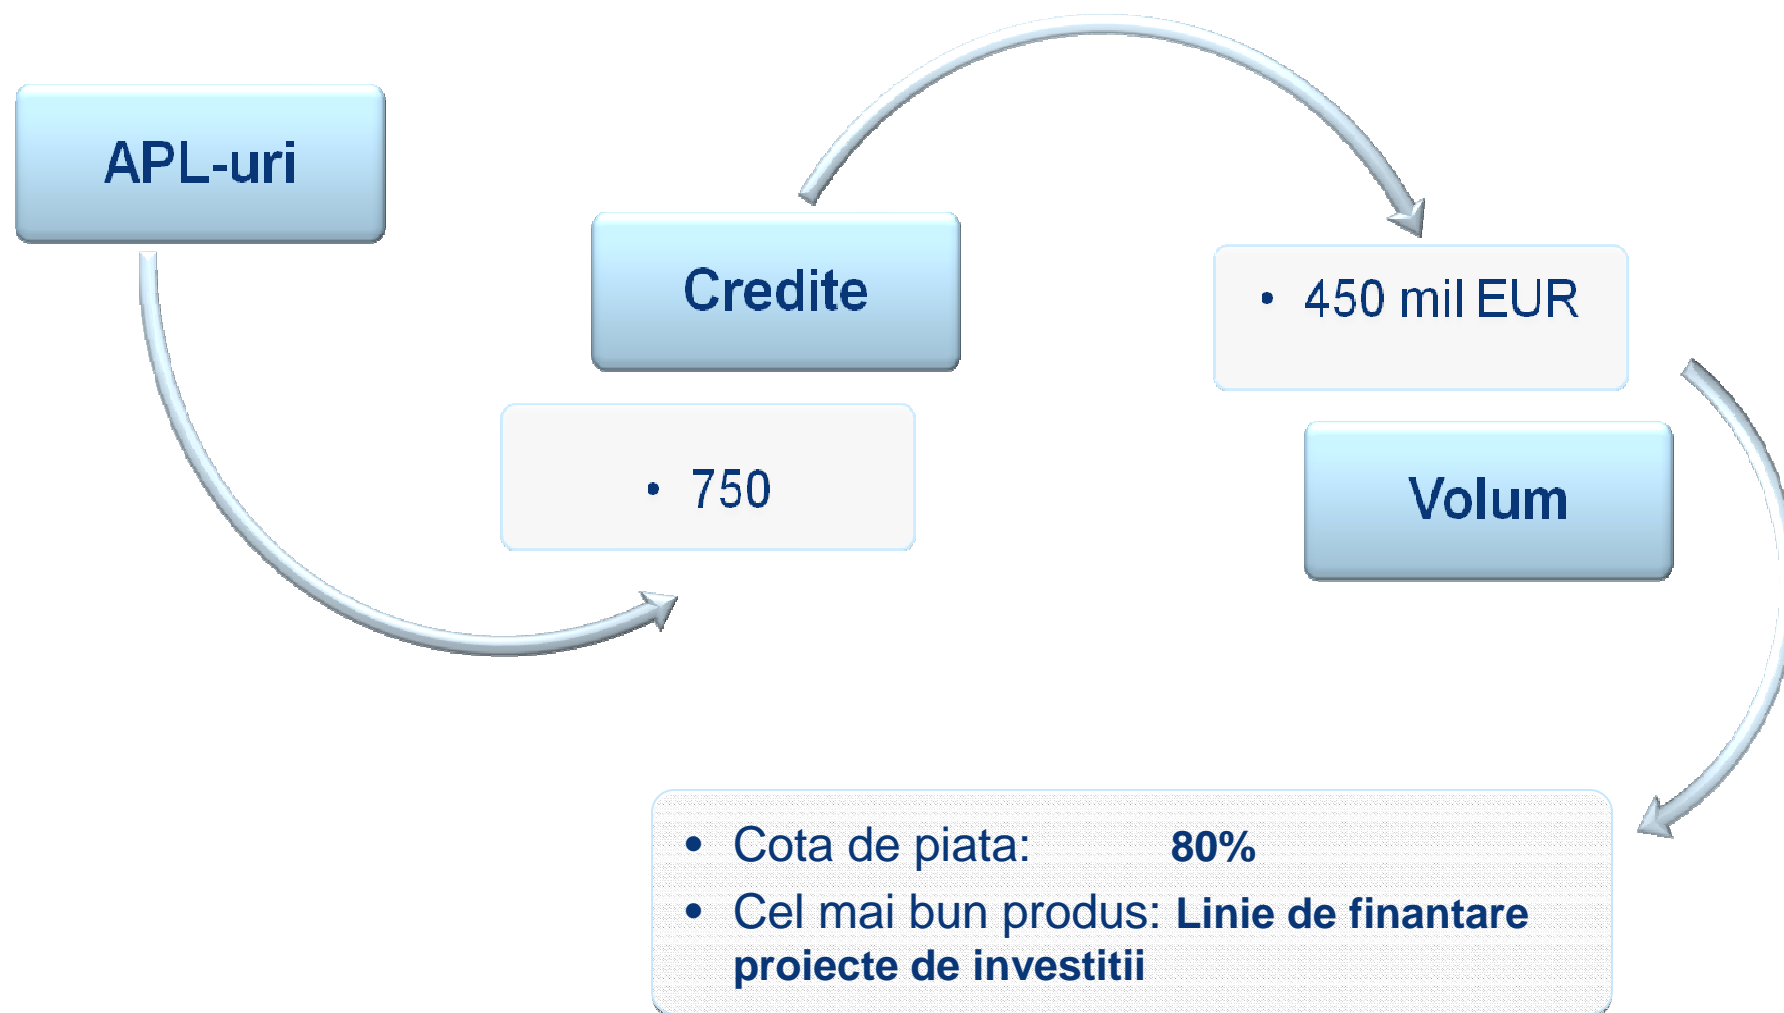 APL-uri
Credite
• 750
• 450 mil EUR
Volum
• Cota de piata: 80%
• Cel mai bun produs: Linie de finantare
proiecte de investitii